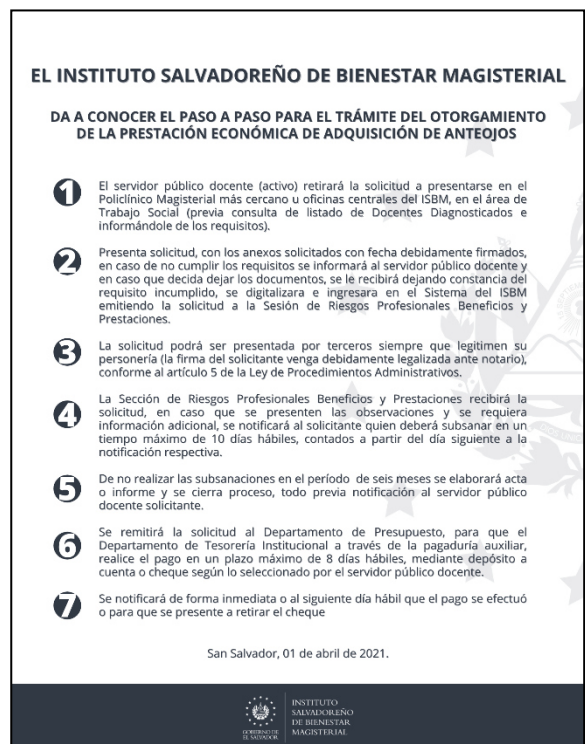 EL INSTITUTO SALVADOREÑO DE BIENESTAR MAGISTERIAL
DA A CONOCER EL PASO A PASO PARA EL TRÁMITE DEL OTORGAMIENTO
DE LA PRESTACIÓN ECONÓMICA DE ADQUISICIÓN DE ANTEOJOS
1 El servidor público docente (activo) retirará la solicitud a presentarse en el
Policlínico Magisterial más cercano u oficinas centrales del ISBM, en el área de
Trabajo Social (previa consulta de listado de Docentes Diagnosticados e
informándole de los requisitos).
2 Presenta solicitud, con los anexos solicitados con fecha debidamente firmados,
en caso de no cumplir los requisitos se informará al servidor público docente y
en caso que decida dejar los documentos, se le recibirá dejando constancia del
requisito incumplido, se digitalizara e ingresara en el Sistema del ISBM
emitiendo la solicitud a la Sesión de Riesgos Profesionales Beneficios y
Prestaciones.
3 La solicitud podrá ser presentada por terceros siempre que legitimen su
personería (la firma del solicitante venga debidamente legalizada ante notario),
conforme al artículo 5 de la Ley de Procedimientos Administrativos.
4 La Sección de Riesgos Profesionales Beneficios y Prestaciones recibirá la
solicitud, en caso que se presenten las observaciones y se requiera
información adicional, se notificará al solicitante quien deberá subsanar en un
tiempo máximo de 10 días hábiles, contados a partir del día siguiente a la
notificación respectiva.
5 De no realizar las subsanaciones en el período de seis meses se elaborará acta
o informe y se cierra proceso, todo previa notificación al servidor público
docente solicitante.
6 Se remitirá la solicitud al Departamento de Presupuesto, para que el
Departamento de Tesorería Institucional a través de la pagaduría auxiliar,
realice el pago en un plazo máximo de 8 días hábiles, mediante depósito a
cuenta o cheque según lo seleccionado por el servidor público docente.
7 Se notificará de forma inmediata o al siguiente día hábil que el pago se efectuó
o para que se presente a retirar el cheque
San Salvador, 01 de abril de 2021.
GOBIERNO DE
EL SALVADOR
INSTITUTO
SALVADOREÑO
DE BIENESTAR
MAGISTERIAL